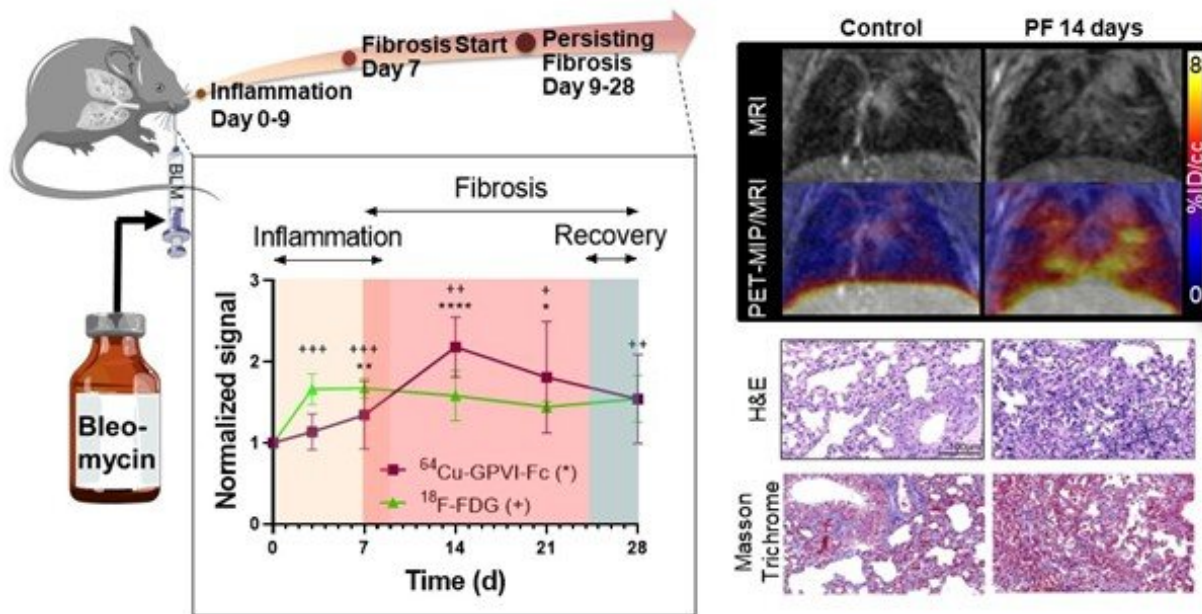 Inflammation
Day 0-9
Fibrosis Start
Day 7
Persisting
Fibrosis
Day 9-28
BLM
Bleo-
mycin
Fibrosis
Inflammation
Recovery
Normalized signal
3
2
1
0
+++
+++
**
++
****
+
*
++
⁶⁴Cu-GPVI-Fc (*)
¹⁸F-FDG (+)
0
7
14
21
28
Time (d)
Control
PF 14 days
MRI
PET-MIP/MRI
8
%ID/cc
0
H&E
Masson
Trichrome